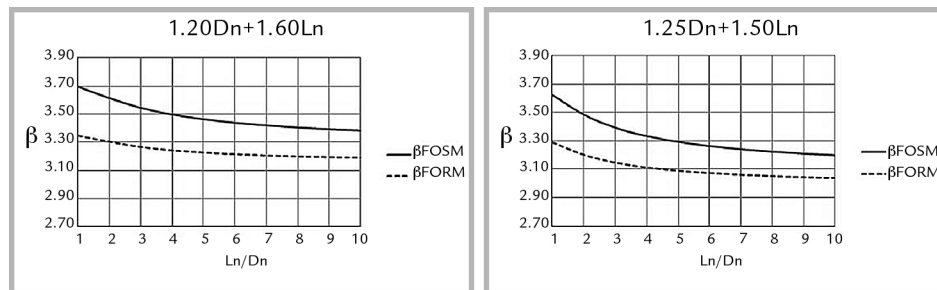 1.20Dn+1.60Ln
3.90
3.70
3.50
3.30
3.10
2.90
2.70
β
1 2 3 4 5 6 7 8 9 10
Ln/Dn
βFOSM
βFORM
1.25Dn+1.50Ln
3.90
3.70
3.50
3.30
3.10
2.90
2.70
β
1 2 3 4 5 6 7 8 9 10
Ln/Dn
βFOSM
βFORM